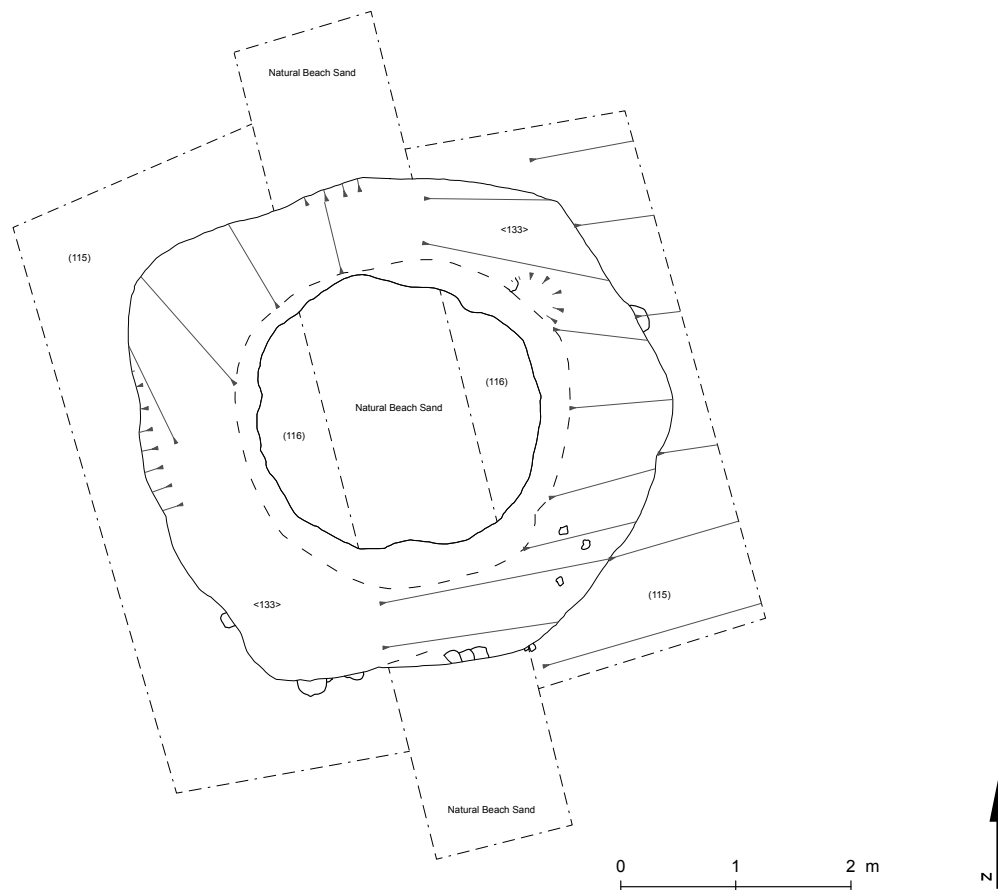 Natural Beach Sand
<133>
(115)
(116)
Natural Beach Sand
(116)
(115)
<133>
Natural Beach Sand
0 1 2 m
N